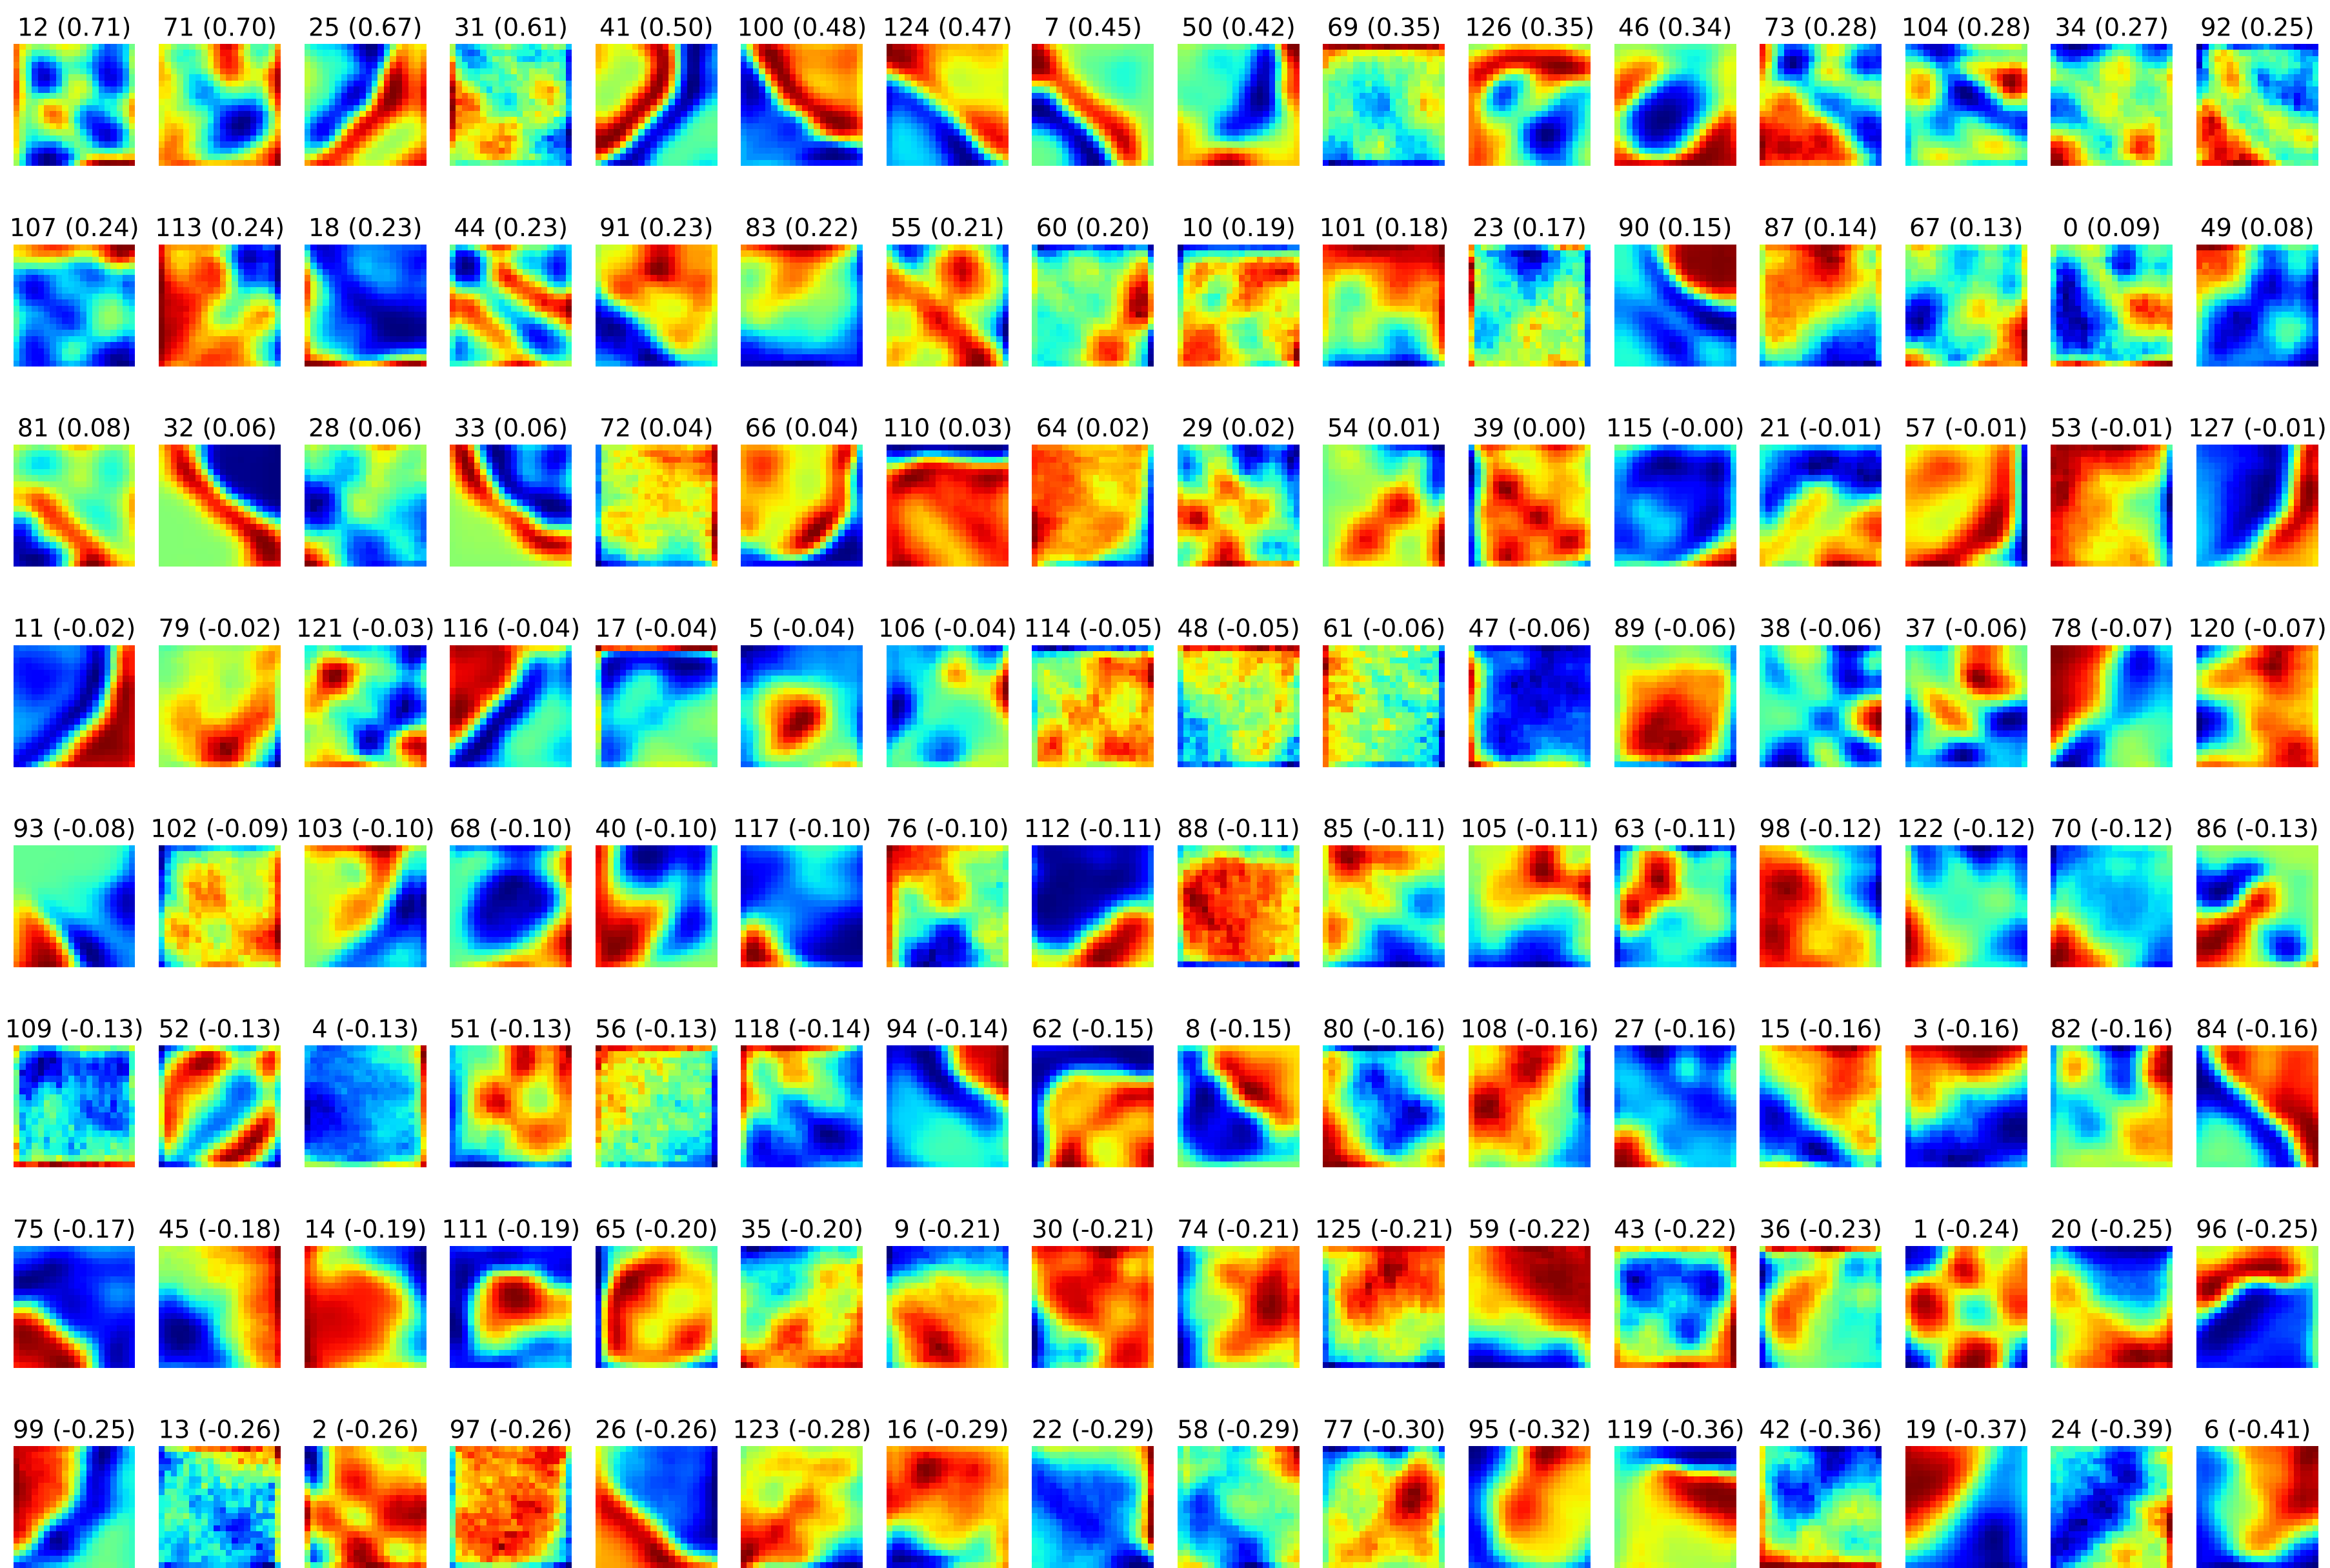 12 (0.71) 71 (0.70) 25 (0.67) 31 (0.61) 41 (0.50) 100 (0.48) 124 (0.47) 7 (0.45) 50 (0.42) 69 (0.35) 126 (0.35) 46 (0.34) 73 (0.28) 104 (0.28) 34 (0.27) 92 (0.25)
107 (0.24) 113 (0.24) 18 (0.23) 44 (0.23) 91 (0.23) 83 (0.22) 55 (0.21) 60 (0.20) 10 (0.19) 101 (0.18) 23 (0.17) 90 (0.15) 87 (0.14) 67 (0.13) 0 (0.09) 49 (0.08)
81 (0.08) 32 (0.06) 28 (0.06) 33 (0.06) 72 (0.04) 66 (0.04) 110 (0.03) 64 (0.02) 29 (0.02) 54 (0.01) 39 (0.00) 115 (-0.00) 21 (-0.01) 57 (-0.01) 53 (-0.01) 127 (-0.01)
11 (-0.02) 79 (-0.02) 121 (-0.03) 116 (-0.04) 17 (-0.04) 5 (-0.04) 106 (-0.04) 114 (-0.05) 48 (-0.05) 61 (-0.06) 47 (-0.06) 89 (-0.06) 38 (-0.06) 37 (-0.06) 78 (-0.07) 120 (-0.07)
93 (-0.08) 102 (-0.09) 103 (-0.10) 68 (-0.10) 40 (-0.10) 117 (-0.10) 76 (-0.10) 112 (-0.11) 88 (-0.11) 85 (-0.11) 105 (-0.11) 63 (-0.11) 98 (-0.12) 122 (-0.12) 70 (-0.12) 86 (-0.13)
109 (-0.13) 52 (-0.13) 4 (-0.13) 51 (-0.13) 56 (-0.13) 118 (-0.14) 94 (-0.14) 62 (-0.15) 8 (-0.15) 80 (-0.16) 108 (-0.16) 27 (-0.16) 15 (-0.16) 3 (-0.16) 82 (-0.16) 84 (-0.16)
75 (-0.17) 45 (-0.18) 14 (-0.19) 111 (-0.19) 65 (-0.20) 35 (-0.20) 9 (-0.21) 30 (-0.21) 74 (-0.21) 125 (-0.21) 59 (-0.22) 43 (-0.22) 36 (-0.23) 1 (-0.24) 20 (-0.25) 96 (-0.25)
99 (-0.25) 13 (-0.26) 2 (-0.26) 97 (-0.26) 26 (-0.26) 123 (-0.28) 16 (-0.29) 22 (-0.29) 58 (-0.29) 77 (-0.30) 95 (-0.32) 119 (-0.36) 42 (-0.36) 19 (-0.37) 24 (-0.39) 6 (-0.41)